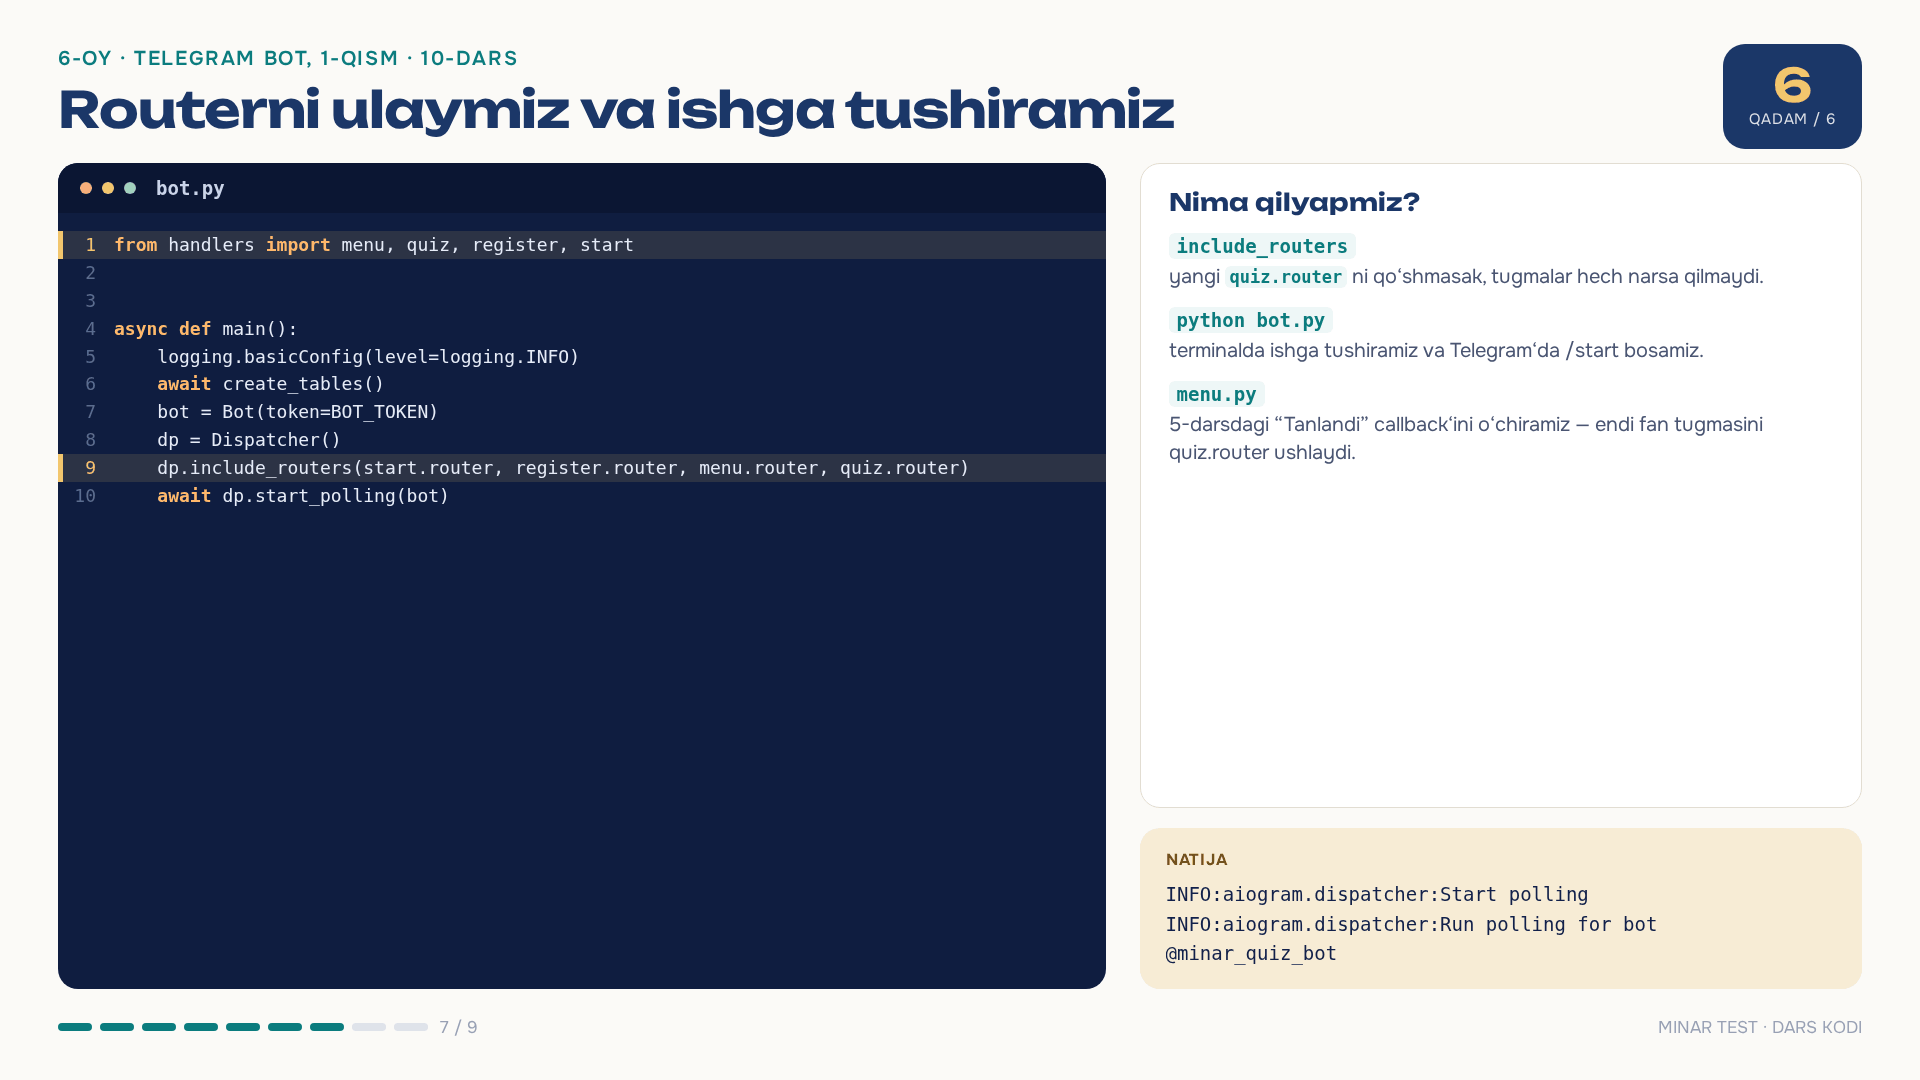 6-OY · TELEGRAM BOT, 1-QISM · 10-DARS
Routerni ulaymiz va ishga tushiramiz
6
QADAM / 6
bot.py
1 from handlers import menu, quiz, register, start
2
3
4 async def main():
5     logging.basicConfig(level=logging.INFO)
6     await create_tables()
7     bot = Bot(token=BOT_TOKEN)
8     dp = Dispatcher()
9     dp.include_routers(start.router, register.router, menu.router, quiz.router)
10     await dp.start_polling(bot)
Nima qilyapmiz?
include_routers
yangi quiz.router ni qo‘shmasak, tugmalar hech narsa qilmaydi.
python bot.py
terminalda ishga tushiramiz va Telegram‘da /start bosamiz.
menu.py
5-darsdagi “Tanlandi” callback‘ini o‘chiramiz — endi fan tugmasini
quiz.router ushlaydi.
NATIJA
INFO:aiogram.dispatcher:Start polling
INFO:aiogram.dispatcher:Run polling for bot
@minar_quiz_bot
7 / 9
MINAR TEST · DARS KODI